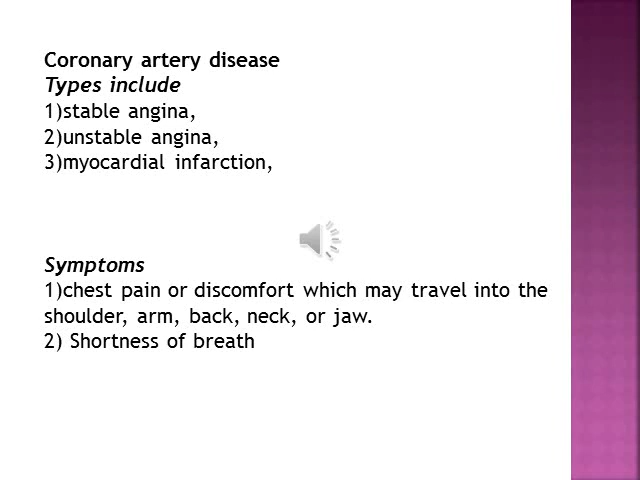 Coronary artery disease
Types include
1)stable angina,
2)unstable angina,
3)myocardial infarction,
Symptoms
1)chest pain or discomfort which may travel into the
shoulder, arm, back, neck, or jaw.
2) Shortness of breath